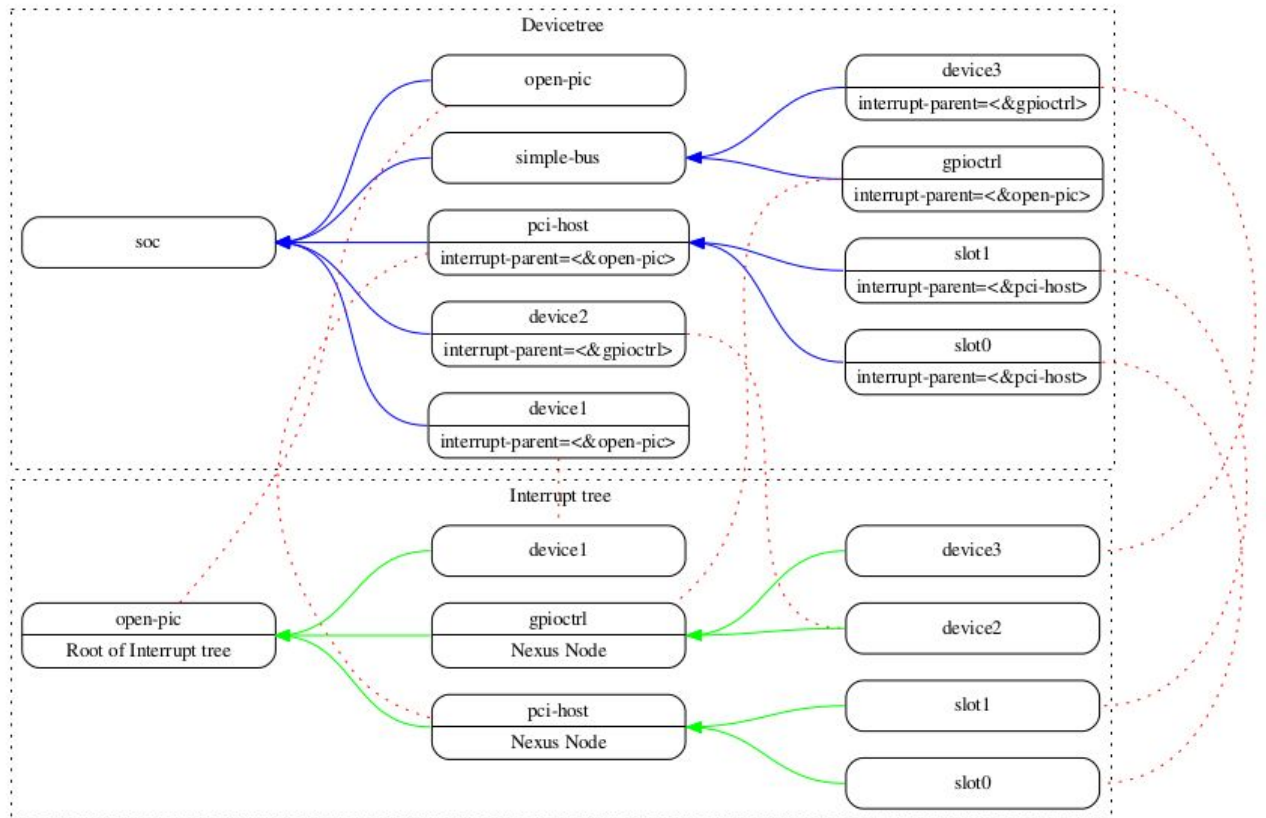 Devicetree
open-pic
device3
interrupt-parent=<&gpioctrl>
simple-bus
gpioctrl
interrupt-parent=<&open-pic>
soc
pci-host
interrupt-parent=<&open-pic>
slot1
interrupt-parent=<&pci-host>
device2
interrupt-parent=<&gpioctrl>
slot0
interrupt-parent=<&pci-host>
device1
interrupt-parent=<&open-pic>
Interrupt tree
device1
device3
open-pic
Root of Interrupt tree
gpioctrl
Nexus Node
device2
pci-host
Nexus Node
slot1
slot0